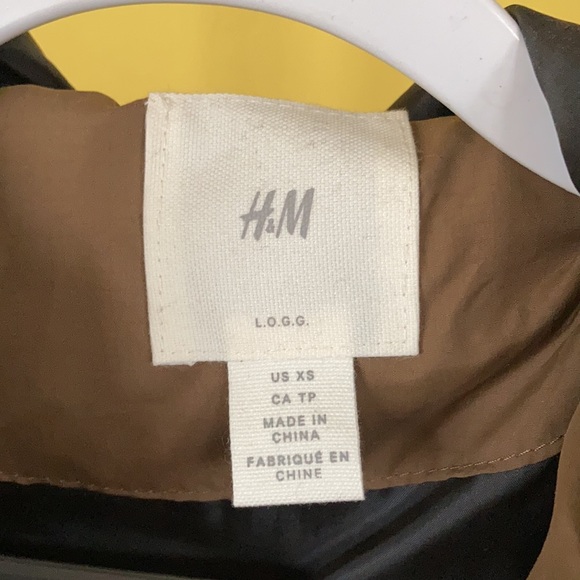 H&M
L.O.G.G.
US XS
CA TP
MADE IN
CHINA
FABRIQUÉ EN
CHINE